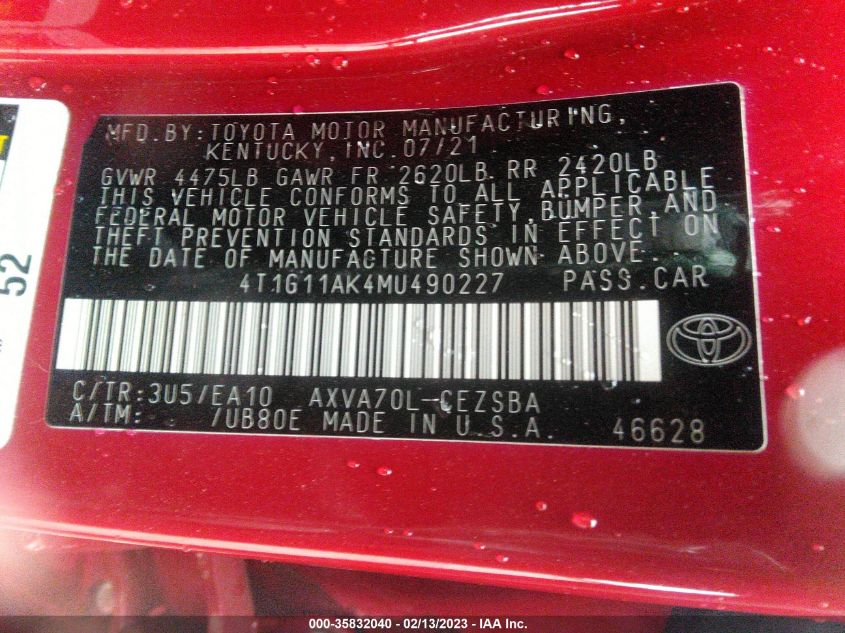 MFD.BY:TOYOTA MOTOR MANUFACTURING,
KENTUCKY,INC.07/21
GVWR 4475LB GAWR FR 2620LB RR 2420LB
THIS VEHICLE CONFORMS TO ALL APPLICABLE
FEDERAL MOTOR VEHICLE SAFETY,BUMPER,AND
THEFT PREVENTION STANDARDS IN EFFECT ON
THE DATE OF MANUFACTURE SHOWN ABOVE.
4T1G11AK4MU490227 PASS.CAR
C/TR:3U5/EA10 AXVA70L-CEZSBA
A/TM: /UB80E MADE IN U.S.A. 46628
52
000-35832040 - 02/13/2023 - IAA Inc.